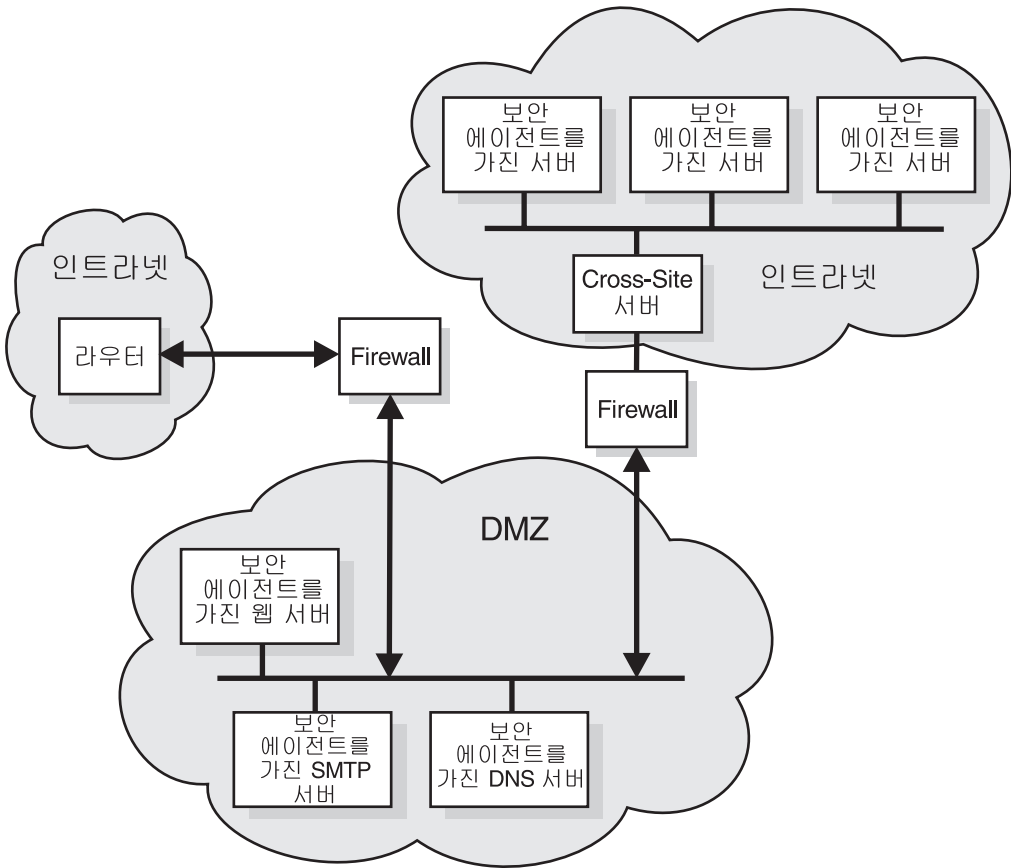 보안
에이전트를
가진 서버
보안
에이전트를
가진 서버
보안
에이전트를
가진 서버
인트라넷
Cross-Site
서버
인트라넷
라우터
Firewall
Firewall
DMZ
보안
에이전트를
가진 웹 서버
보안
에이전트를
가진 SMTP
서버
보안
에이전트를
가진 DNS 서버